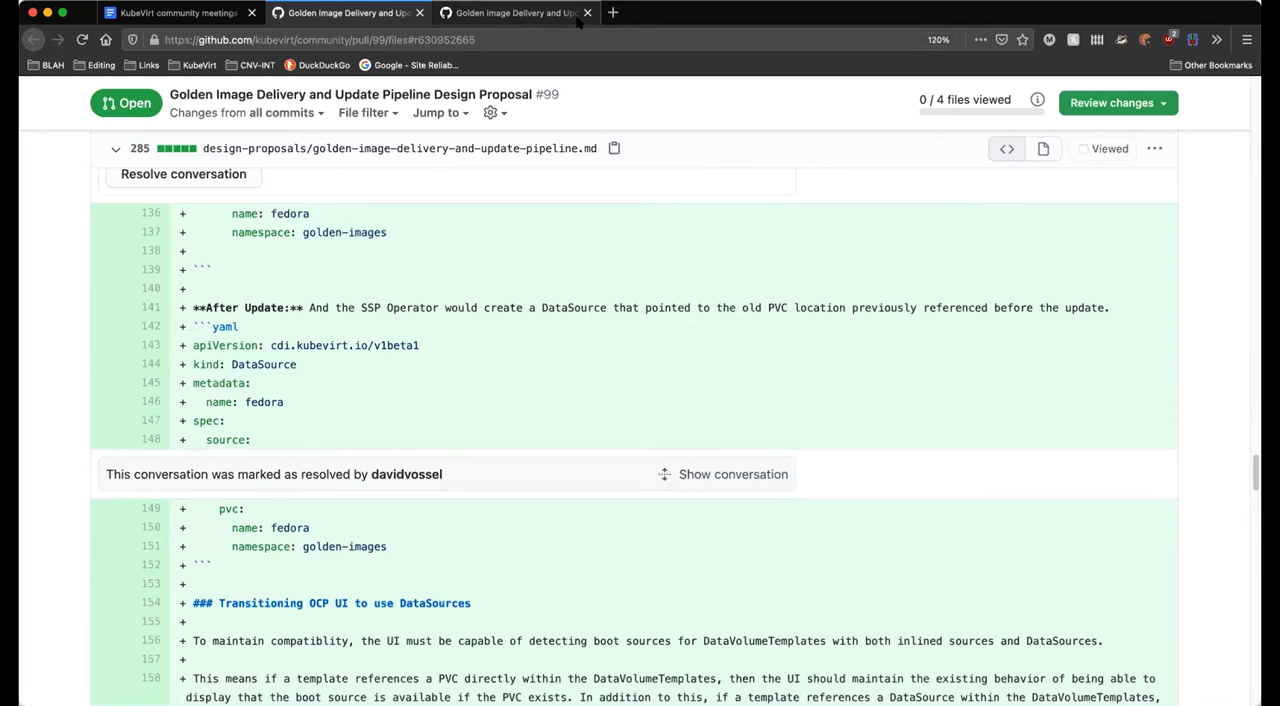 KubeVirt community meetings
Golden Image Delivery and Upd
Golden Image Delivery and Upd
https://github.com/kubevirt/community/pull/99/files#r630952665
120%
2
BLAH
Editing
Links
KubeVirt
CNV-INT
DuckDuckGo
Google - Site Reliab...
Other Bookmarks
Open
Golden Image Delivery and Update Pipeline Design Proposal #99
Changes from all commits
File filter
Jump to
0 / 4 files viewed
Review changes
285
design-proposals/golden-image-delivery-and-update-pipeline.md
Viewed
Resolve conversation
136 + name: fedora
137 + namespace: golden-images
138 +
139 + ```
140 +
141 + **After Update:** And the SSP Operator would create a DataSource that pointed to the old PVC location previously referenced before the update.
142 + ```yaml
143 + apiVersion: cdi.kubevirt.io/v1beta1
144 + kind: DataSource
145 + metadata:
146 + name: fedora
147 + spec:
148 + source:
This conversation was marked as resolved by davidvossel
Show conversation
149 + pvc:
150 + name: fedora
151 + namespace: golden-images
152 + ```
153 +
154 + ### Transitioning OCP UI to use DataSources
155 +
156 + To maintain compatiblity, the UI must be capable of detecting boot sources for DataVolumeTemplates with both inlined sources and DataSources.
157 +
158 + This means if a template references a PVC directly within the DataVolumeTemplates, then the UI should maintain the existing behavior of being able to
display that the boot source is available if the PVC exists. In addition to this, if a template references a DataSource within the DataVolumeTemplates,